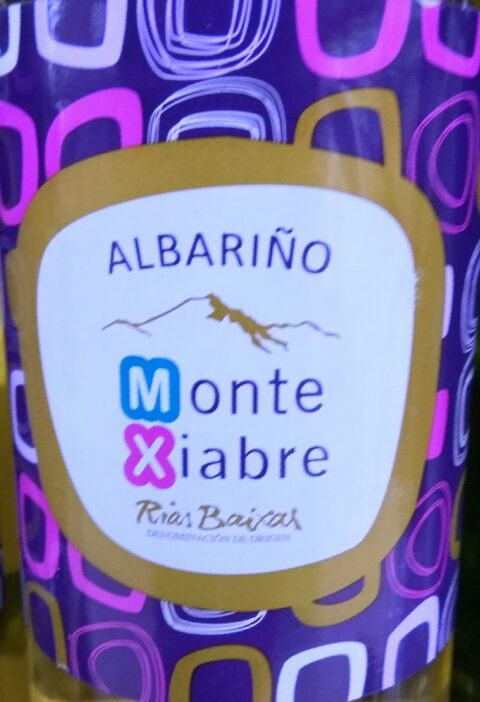 ALBARIÑO
Monte
Xiabre
Rías Baixas
DENOMINACIÓN DE ORIGEN